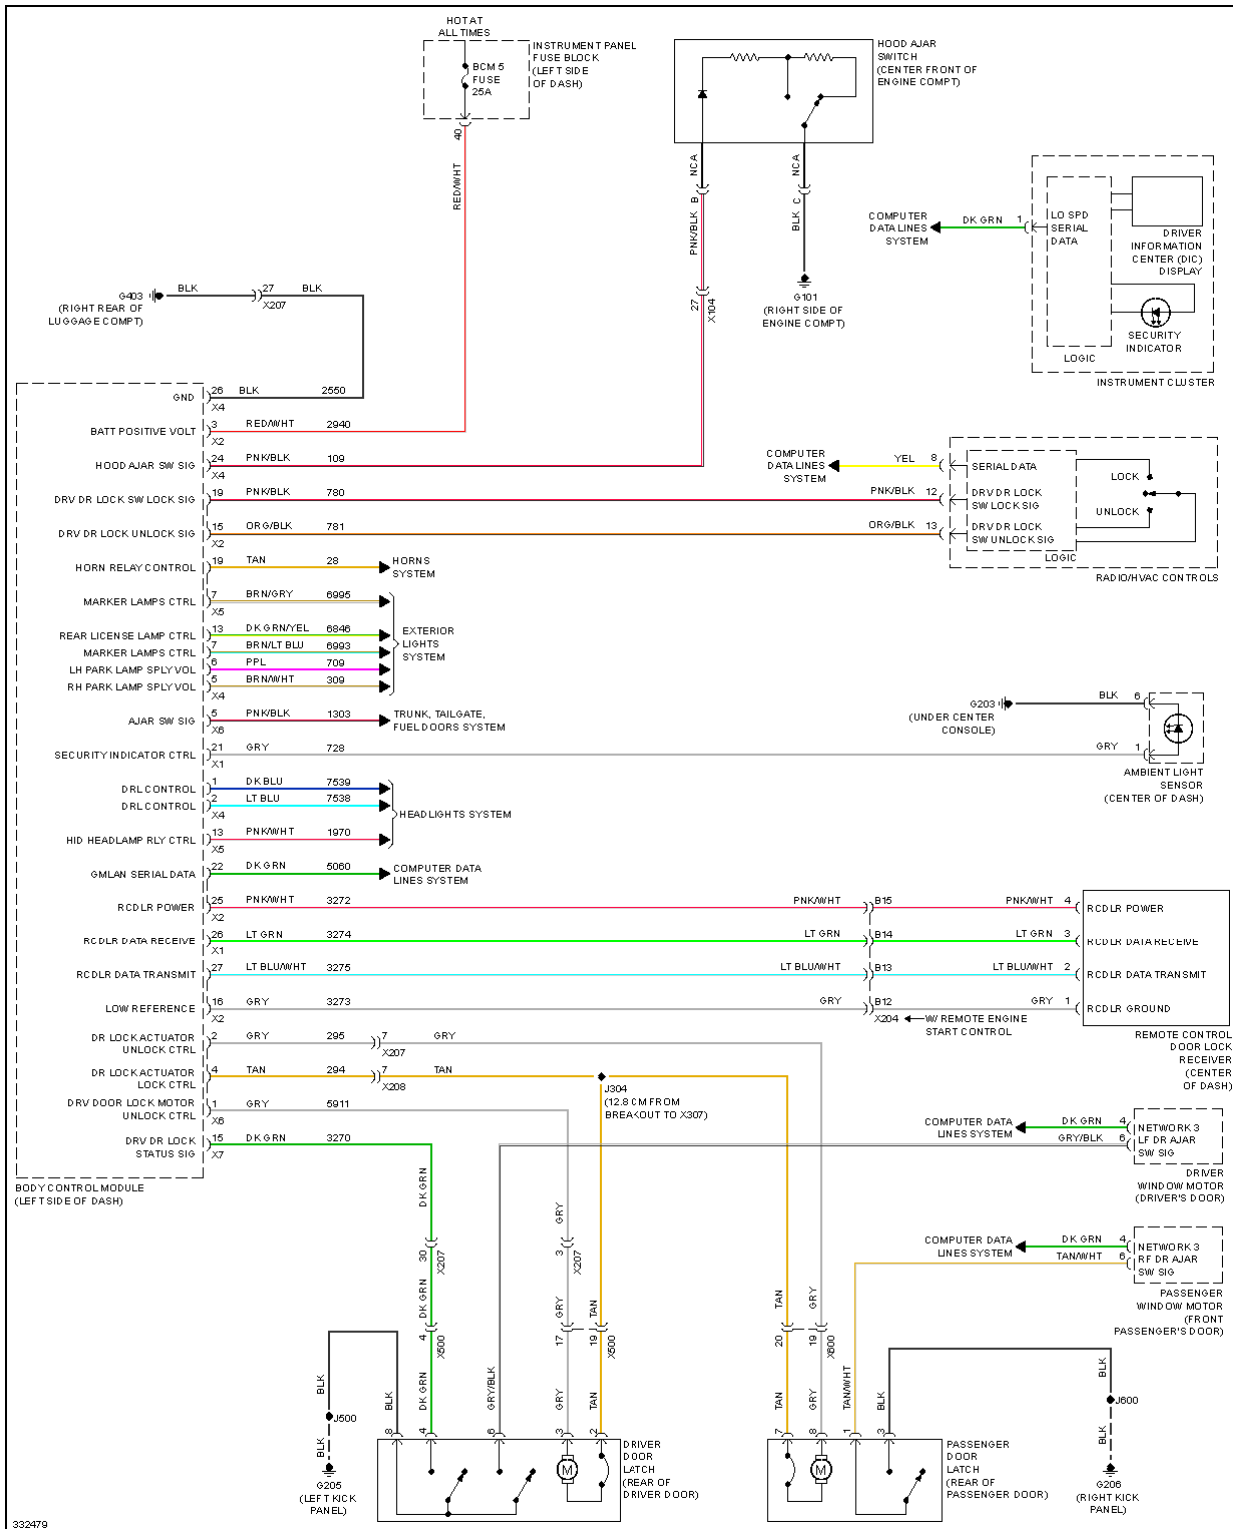 HOT AT
ALL TIMES
INSTRUMENT PANEL
FUSE BLOCK
(LEFT SIDE
OF DASH)
BCM 5
FUSE
25A
40
RED/WHT
HOOD AJAR
SWITCH
(CENTER FRONT OF
ENGINE COMPT)
NCA
NCA
B
C
PNK/BLK
BLK
27
X104
G101
(RIGHT SIDE OF
ENGINE COMPT)
COMPUTER
DATA LINES
SYSTEM
DK GRN
1
LO SPD
SERIAL
DATA
DRIVER
INFORMATION
CENTER (DIC)
DISPLAY
SECURITY
INDICATOR
LOGIC
INSTRUMENT CLUSTER
G403
(RIGHT REAR OF
LUGGAGE COMPT)
BLK
27
BLK
X207
GND
26
BLK
2550
X4
BATT POSITIVE VOLT
3
RED/WHT
2940
X2
HOOD AJAR SW SIG
24
PNK/BLK
109
X4
DRV DR LOCK SW LOCK SIG
19
PNK/BLK
780
DRV DR LOCK UNLOCK SIG
15
ORG/BLK
781
X2
HORN RELAY CONTROL
19
TAN
28
HORNS
SYSTEM
MARKER LAMPS CTRL
7
BRN/GRY
6995
X5
REAR LICENSE LAMP CTRL
13
DK GRN/YEL
6846
MARKER LAMPS CTRL
7
BRN/LT BLU
6993
LH PARK LAMP SPLY VOL
6
PPL
709
RH PARK LAMP SPLY VOL
5
BRN/WHT
309
X4
EXTERIOR
LIGHTS
SYSTEM
AJAR SW SIG
5
PNK/BLK
1303
X6
TRUNK, TAILGATE,
FUEL DOORS SYSTEM
SECURITY INDICATOR CTRL
21
GRY
728
X1
DRL CONTROL
1
DK BLU
7539
DRL CONTROL
2
LT BLU
7538
X4
HEADLIGHTS SYSTEM
HID HEADLAMP RLY CTRL
13
PNK/WHT
1970
X5
GMLAN SERIAL DATA
22
DK GRN
5060
COMPUTER DATA
LINES SYSTEM
RCDLR POWER
25
PNK/WHT
3272
X2
RCDLR DATA RECEIVE
26
LT GRN
3274
X1
RCDLR DATA TRANSMIT
27
LT BLU/WHT
3275
LOW REFERENCE
16
GRY
3273
X2
DR LOCK ACTUATOR
UNLOCK CTRL
2
GRY
295
7
GRY
X207
DR LOCK ACTUATOR
LOCK CTRL
4
TAN
294
7
TAN
X208
DRV DOOR LOCK MOTOR
UNLOCK CTRL
1
GRY
5911
X6
DRV DR LOCK
STATUS SIG
15
DK GRN
3270
X7
BODY CONTROL MODULE
(LEFT SIDE OF DASH)
COMPUTER
DATA LINES
SYSTEM
YEL
8
SERIAL DATA
PNK/BLK
12
DRV DR LOCK
SW LOCK SIG
ORG/BLK
13
DRV DR LOCK
SW UNLOCK SIG
LOCK
UNLOCK
LOGIC
RADIO/HVAC CONTROLS
G203
(UNDER CENTER
CONSOLE)
BLK
6
GRY
1
AMBIENT LIGHT
SENSOR
(CENTER OF DASH)
PNK/WHT
B15
PNK/WHT
4
RCDLR POWER
LT GRN
B14
LT GRN
3
RCDLR DATA RECEIVE
LT BLU/WHT
B13
LT BLU/WHT
2
RCDLR DATA TRANSMIT
GRY
B12
GRY
1
RCDLR GROUND
X204
W/ REMOTE ENGINE
START CONTROL
REMOTE CONTROL
DOOR LOCK
RECEIVER
(CENTER
OF DASH)
J304
(12.8 CM FROM
BREAKOUT TO X307)
COMPUTER DATA
LINES SYSTEM
DK GRN
4
NETWORK 3
GRY/BLK
6
LF DR AJAR
SW SIG
DRIVER
WINDOW MOTOR
(DRIVER'S DOOR)
COMPUTER DATA
LINES SYSTEM
DK GRN
4
NETWORK 3
TAN/WHT
6
RF DR AJAR
SW SIG
PASSENGER
WINDOW MOTOR
(FRONT
PASSENGER'S DOOR)
DK GRN
30
X207
DK GRN
4
X500
DK GRN
GRY
3
X207
GRY
17
GRY
TAN
19
X500
TAN
TAN
20
TAN
GRY
19
X600
GRY
BLK
BLK
J500
BLK
G205
(LEFT KICK
PANEL)
GRY/BLK
8
4
6
3
2
M
DRIVER
DOOR
LATCH
(REAR OF
DRIVER DOOR)
TAN/WHT
BLK
7
8
1
3
M
PASSENGER
DOOR
LATCH
(REAR OF
PASSENGER DOOR)
BLK
J600
BLK
G206
(RIGHT KICK
PANEL)
332479